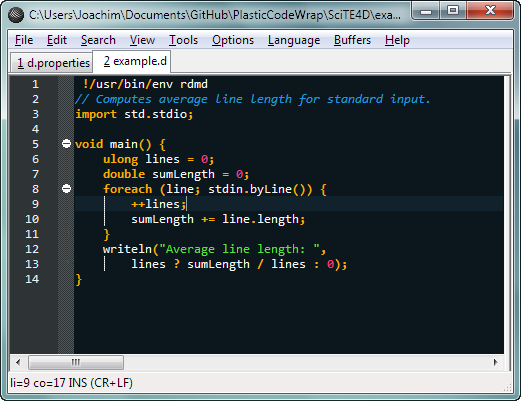 C:\Users\Joachim\Documents\GitHub\PlasticCodeWrap\SciTE4D\exa...
File Edit Search View Tools Options Language Buffers Help
1 d.properties 2 example.d
1 !/usr/bin/env rdmd
2 // Computes average line length for standard input.
3 import std.stdio;
4
5 void main() {
6 ulong lines = 0;
7 double sumLength = 0;
8 foreach (line; stdin.byLine()) {
9 ++lines;
10 sumLength += line.length;
11 }
12 writeln("Average line length: ",
13 lines ? sumLength / lines : 0);
14 }
li=9 co=17 INS (CR+LF)